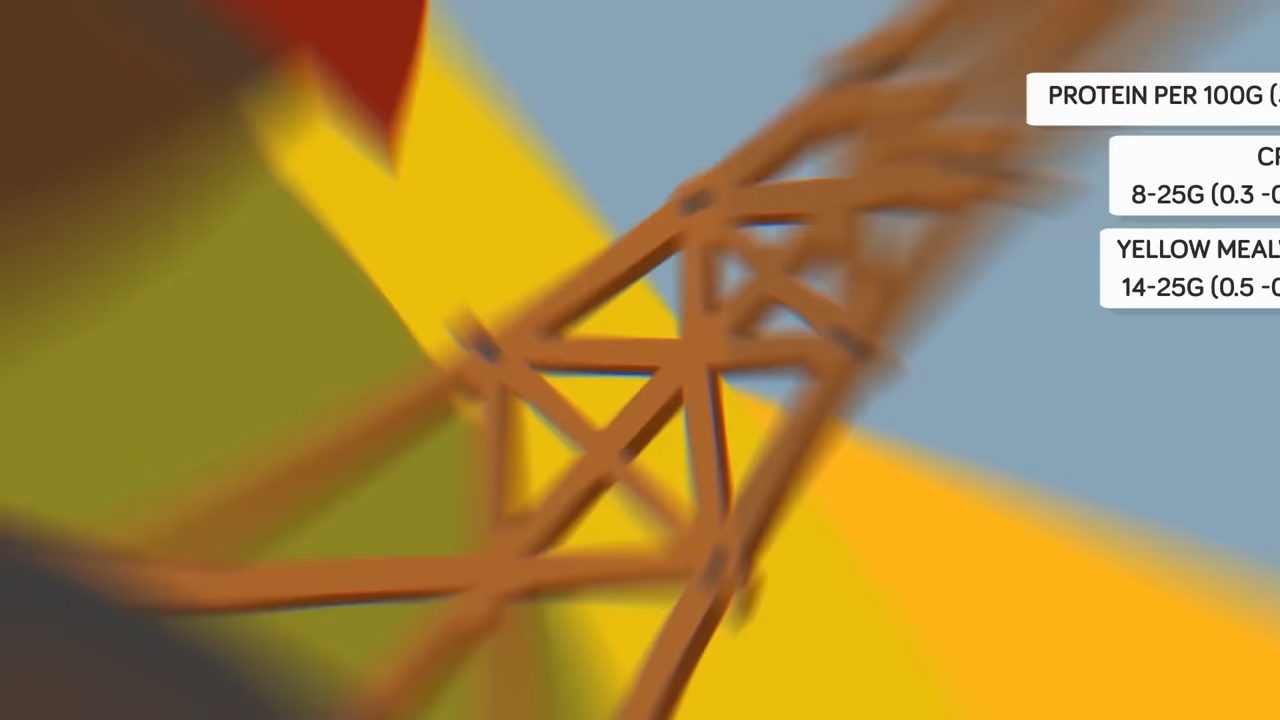 PROTEIN PER 100G (
8-25G (0.3 -0
YELLOW MEAL
14-25G (0.5 -0